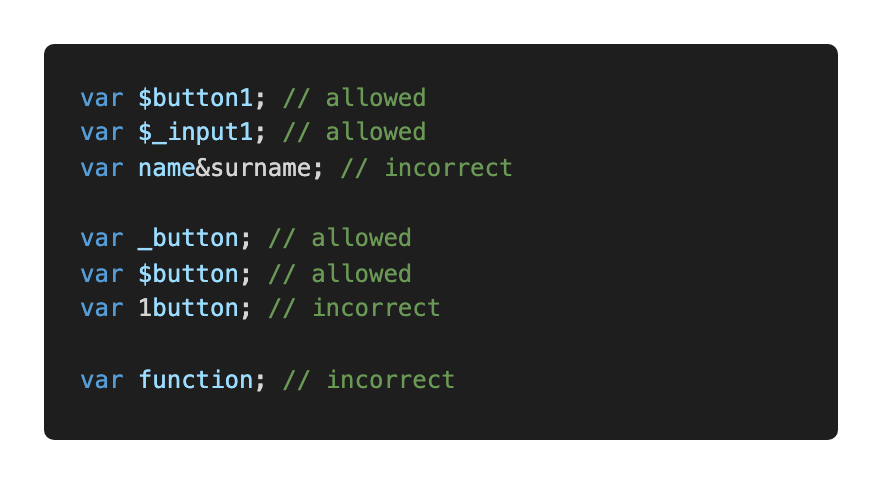 var $button1; // allowed
var $_input1; // allowed
var name&surname; // incorrect
var _button; // allowed
var $button; // allowed
var 1button; // incorrect
var function; // incorrect